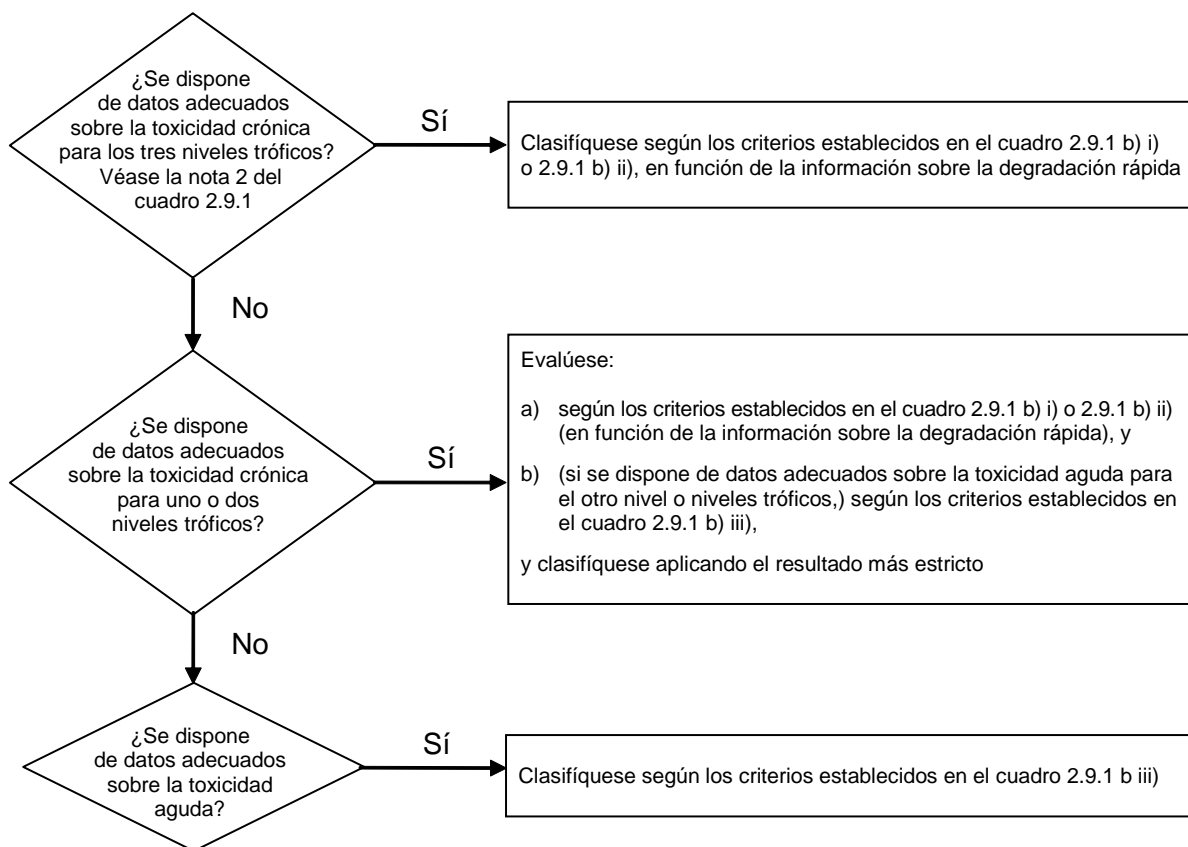 ¿Se dispone
de datos adecuados
sobre la toxicidad crónica
para los tres niveles tróficos?
Véase la nota 2 del
cuadro 2.9.1
Sí
Clasifíquese según los criterios establecidos en el cuadro 2.9.1 b) i)
o 2.9.1 b) ii), en función de la información sobre la degradación rápida
No
¿Se dispone
de datos adecuados
sobre la toxicidad crónica
para uno o dos
niveles tróficos?
Sí
Evalúese:
a) según los criterios establecidos en el cuadro 2.9.1 b) i) o 2.9.1 b) ii)
(en función de la información sobre la degradación rápida), y
b) (si se dispone de datos adecuados sobre la toxicidad aguda para
el otro nivel o niveles tróficos,) según los criterios establecidos en
el cuadro 2.9.1 b) iii),
y clasifíquese aplicando el resultado más estricto
No
¿Se dispone
de datos adecuados
sobre la toxicidad
aguda?
Sí
Clasifíquese según los criterios establecidos en el cuadro 2.9.1 b iii)